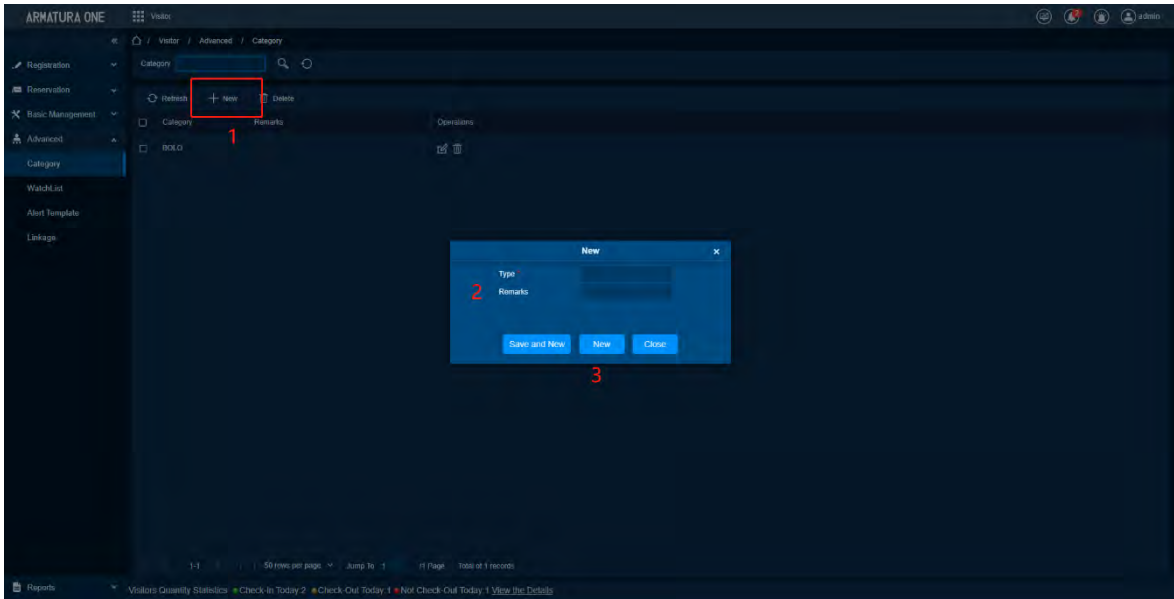 ARMATURA ONE
Visitor
admin
/ Visitor / Advanced / Category
Registration
Category
Reservation
Refresh
New
Delete
Basic Management
Category
Remarks
Operations
1
Advanced
BOLO
Category
WatchList
Alert Template
Linkage
New
Type
2
Remarks
Save and New
New
Close
3
1-1
50 rows per page
Jump To 1
/1 Page
Total of 1 records
Reports
Visitors Quantity Statistics Check-In Today:2 Check-Out Today:1 Not Check-Out Today:1 View the Details